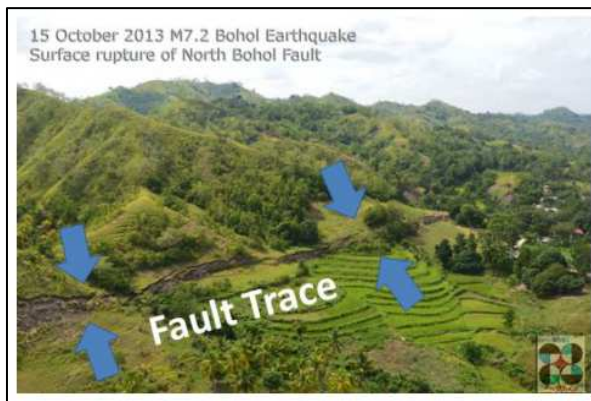 15 October 2013 M7.2 Bohol Earthquake
Surface rupture of North Bohol Fault
Fault Trace